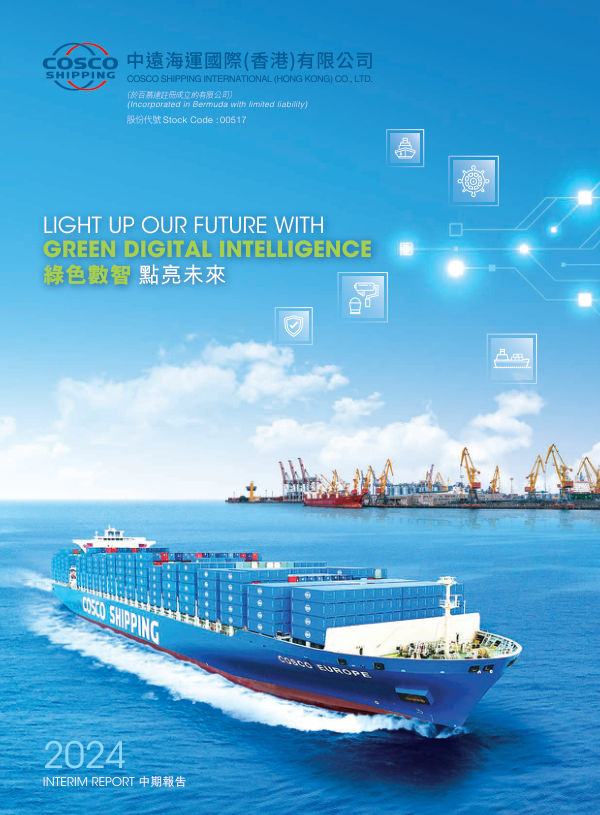 COSCO
SHIPPING
中遠海運國際(香港)有限公司
COSCO SHIPPING INTERNATIONAL (HONG KONG) CO., LTD.
(於百慕達註冊成立的有限公司)
(Incorporated in Bermuda with limited liability)
股份代號 Stock Code : 00517
LIGHT UP OUR FUTURE WITH
GREEN DIGITAL INTELLIGENCE
綠色數智 點亮未來
COSCO SHIPPING
COSCO EUROPE
2024
INTERIM REPORT 中期報告